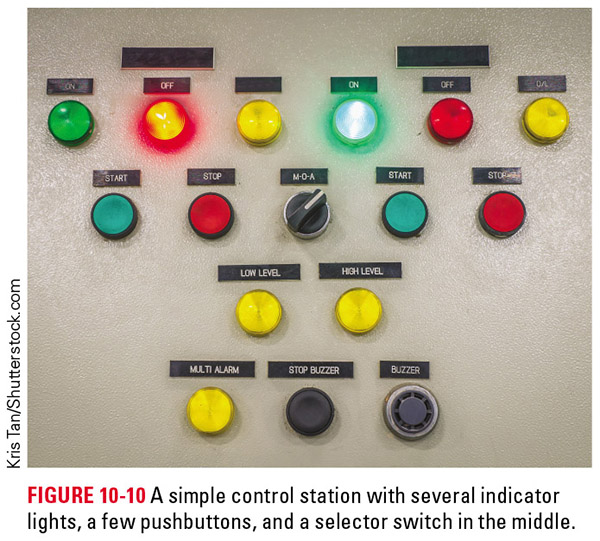 ON
OFF
ON
OFF
O/L
START
STOP
M-O-A
START
STOP
LOW LEVEL
HIGH LEVEL
MULTI ALARM
STOP BUZZER
BUZZER
Kris Tan/Shutterstock.com
FIGURE 10-10 A simple control station with several indicator
lights, a few pushbuttons, and a selector switch in the middle.